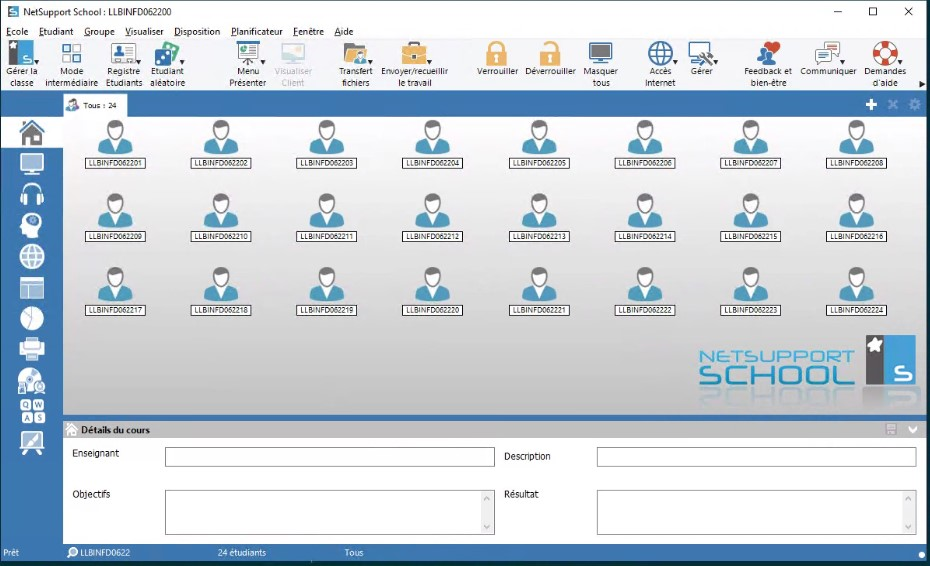 NetSupport School : LLBINFD062200
Ecole Etudiant Groupe Visualiser Disposition Planificateur Fenêtre Aide
Gérer la classe
Mode intermédiaire
Registre Etudiants
Etudiant aléatoire
Menu Présenter
Visualiser Client
Transfert fichiers
Envoyer/recueillir le travail
Verrouiller
Déverrouiller
Masquer tous
Accès Internet
Gérer
Feedback et bien-être
Communiquer
Demandes d'aide
Tous : 24
LLBINFD062201 LLBINFD062202 LLBINFD062203 LLBINFD062204 LLBINFD062205 LLBINFD062206 LLBINFD062207 LLBINFD062208
LLBINFD062209 LLBINFD062210 LLBINFD062211 LLBINFD062212 LLBINFD062213 LLBINFD062214 LLBINFD062215 LLBINFD062216
LLBINFD062217 LLBINFD062218 LLBINFD062219 LLBINFD062220 LLBINFD062221 LLBINFD062222 LLBINFD062223 LLBINFD062224
NETSUPPORT
SCHOOL
S
Q W
A S
Détails du cours
Enseignant
Description
Objectifs
Résultat
Prêt LLBINFD0622 24 étudiants Tous